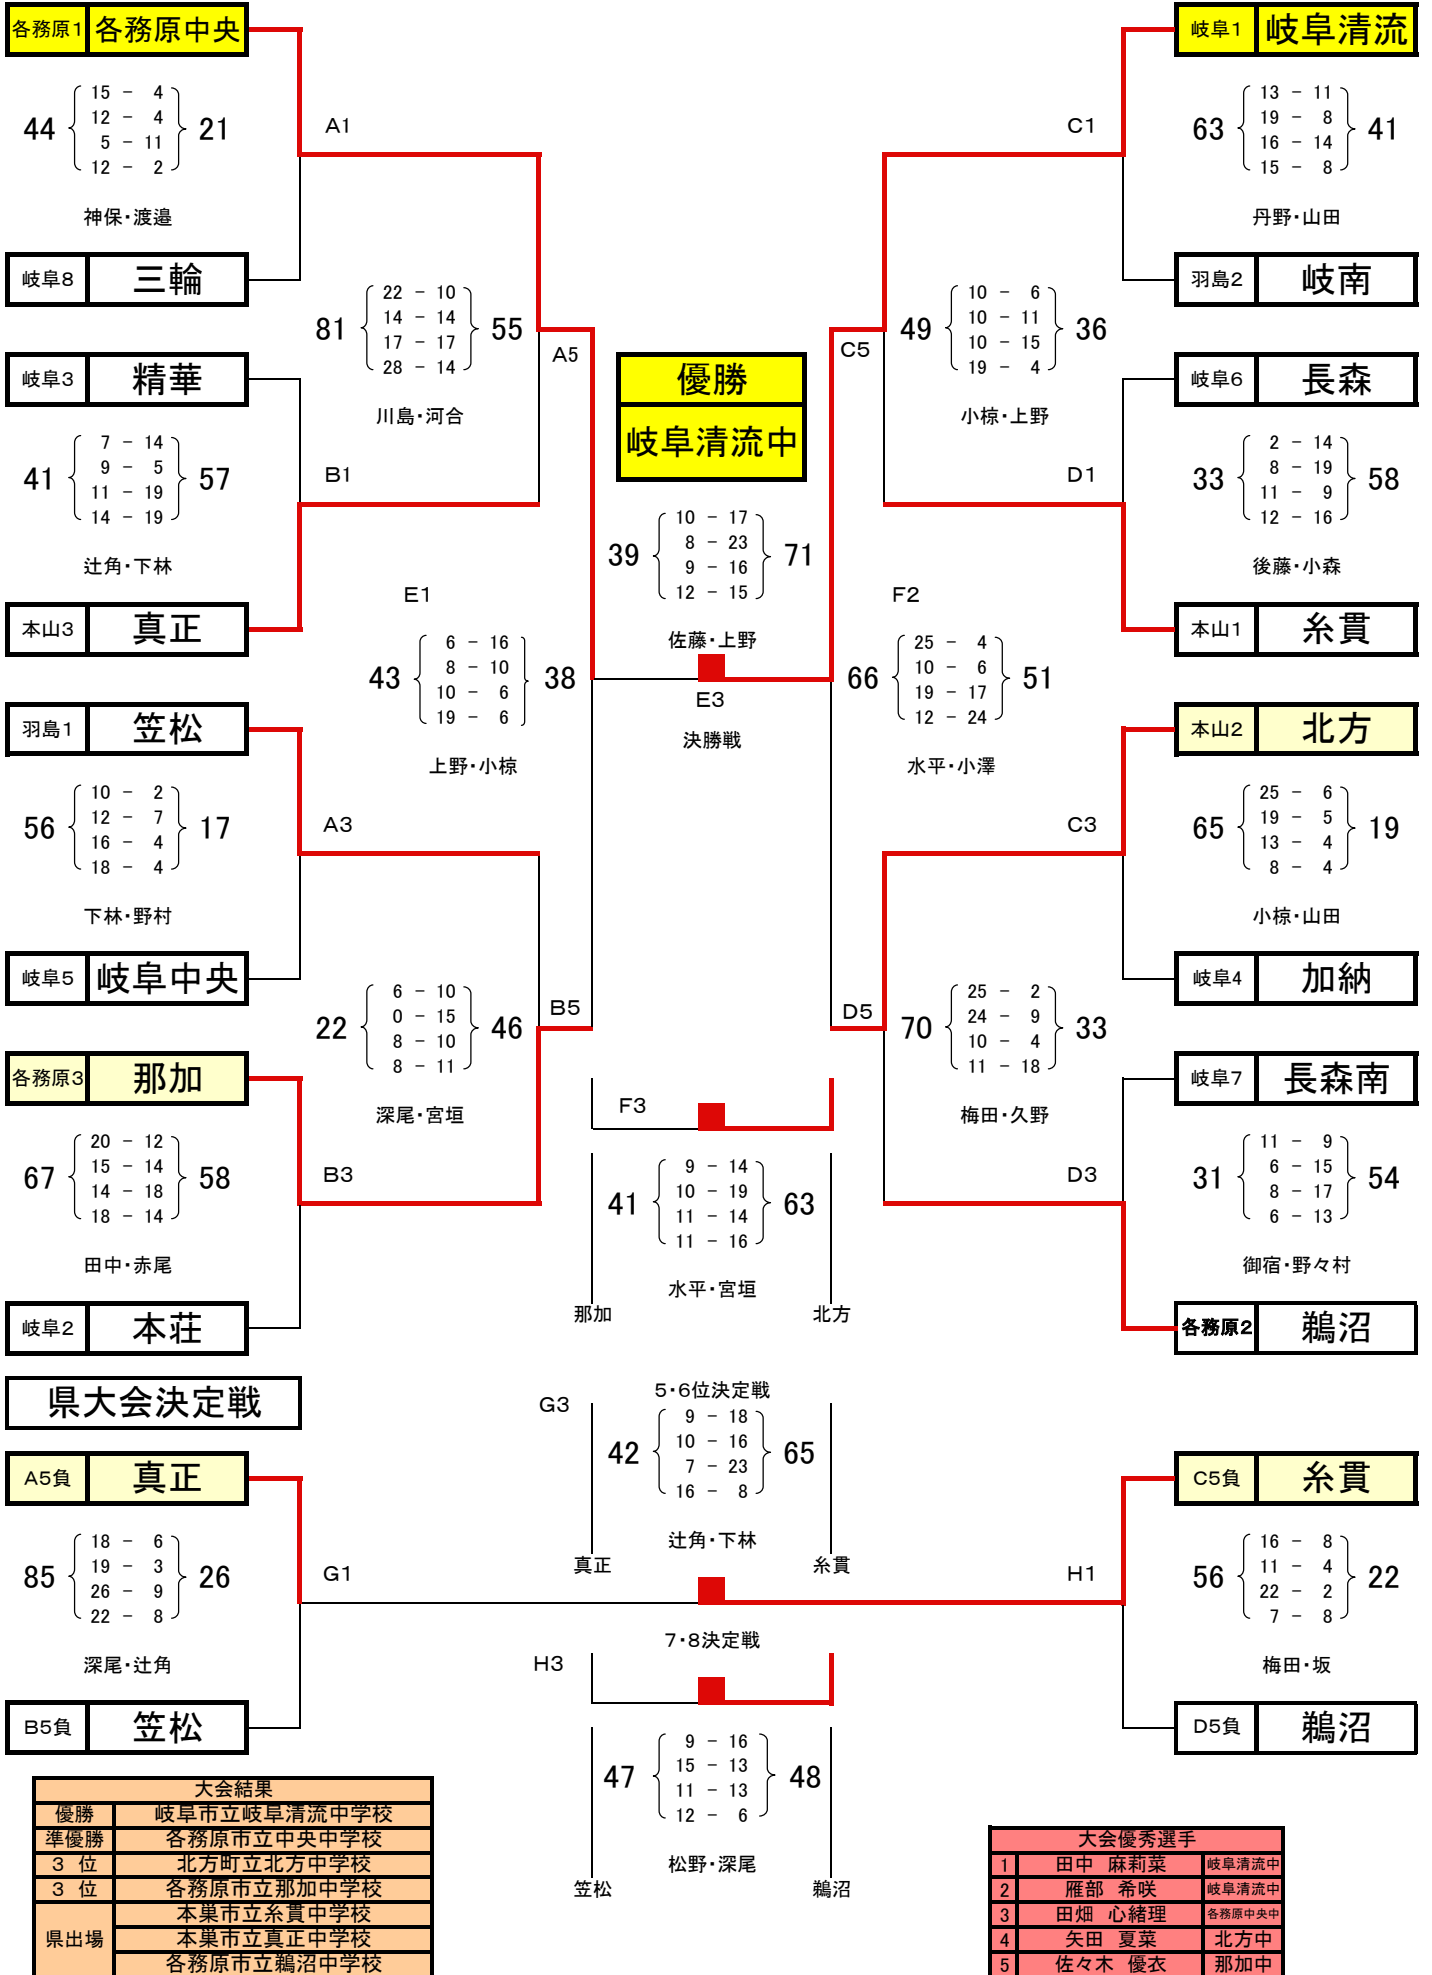 各務原1 各務原中央
15 － 4
12 － 4
44 21
5 － 11
12 － 2
神保・渡邉
A1
岐阜8 三輪
22 － 10
14 － 14
81 55
17 － 17
28 － 14
川島・河合
A5
岐阜3 精華
7 － 14
9 － 5
41 57
11 － 19
14 － 19
辻角・下林
B1
本山3 真正
E1
6 － 16
8 － 10
43 38
10 － 6
19 － 6
上野・小椋
羽島1 笠松
10 － 2
12 － 7
56 17
16 － 4
18 － 4
下林・野村
A3
岐阜5 岐阜中央
6 － 10
0 － 15
22 46
8 － 10
8 － 11
深尾・宮垣
B5
各務原3 那加
20 － 12
15 － 14
67 58
14 － 18
18 － 14
田中・赤尾
B3
岐阜2 本荘
優勝
岐阜清流中
10 － 17
8 － 23
39 71
9 － 16
12 － 15
佐藤・上野
E3
決勝戦
岐阜1 岐阜清流
13 － 11
19 － 8
63 41
16 － 14
15 － 8
丹野・山田
C1
羽島2 岐南
10 － 6
10 － 11
49 36
10 － 15
19 － 4
小椋・上野
C5
岐阜6 長森
2 － 14
8 － 19
33 58
11 － 9
12 － 16
後藤・小森
D1
本山1 糸貫
F2
25 － 4
10 － 6
66 51
19 － 17
12 － 24
水平・小澤
本山2 北方
25 － 6
19 － 5
65 19
13 － 4
8 － 4
小椋・山田
C3
岐阜4 加納
25 － 2
24 － 9
70 33
10 － 4
11 － 18
梅田・久野
D5
岐阜7 長森南
11 － 9
6 － 15
31 54
8 － 17
6 － 13
御宿・野々村
D3
各務原2 鵜沼
F3
9 － 14
10 － 19
41 63
11 － 14
11 － 16
水平・宮垣
那加 北方
県大会決定戦
5・6位決定戦
G3
9 － 18
10 － 16
42 65
7 － 23
16 － 8
辻角・下林
真正 糸貫
A5負 真正
18 － 6
19 － 3
85 26
26 － 9
22 － 8
深尾・辻角
G1
B5負 笠松
C5負 糸貫
16 － 8
11 － 4
56 22
22 － 2
7 － 8
梅田・坂
H1
D5負 鵜沼
7・8決定戦
H3
9 － 16
15 － 13
47 48
11 － 13
12 － 6
松野・深尾
笠松 鵜沼
大会結果
優勝 岐阜市立岐阜清流中学校
準優勝 各務原市立中央中学校
3 位 北方町立北方中学校
3 位 各務原市立那加中学校
県出場 本巣市立糸貫中学校
本巣市立真正中学校
各務原市立鵜沼中学校
大会優秀選手
1 田中 麻莉菜 岐阜清流中
2 雁部 希咲 岐阜清流中
3 田畑 心緒理 各務原中央中
4 矢田 夏菜 北方中
5 佐々木 優衣 那加中